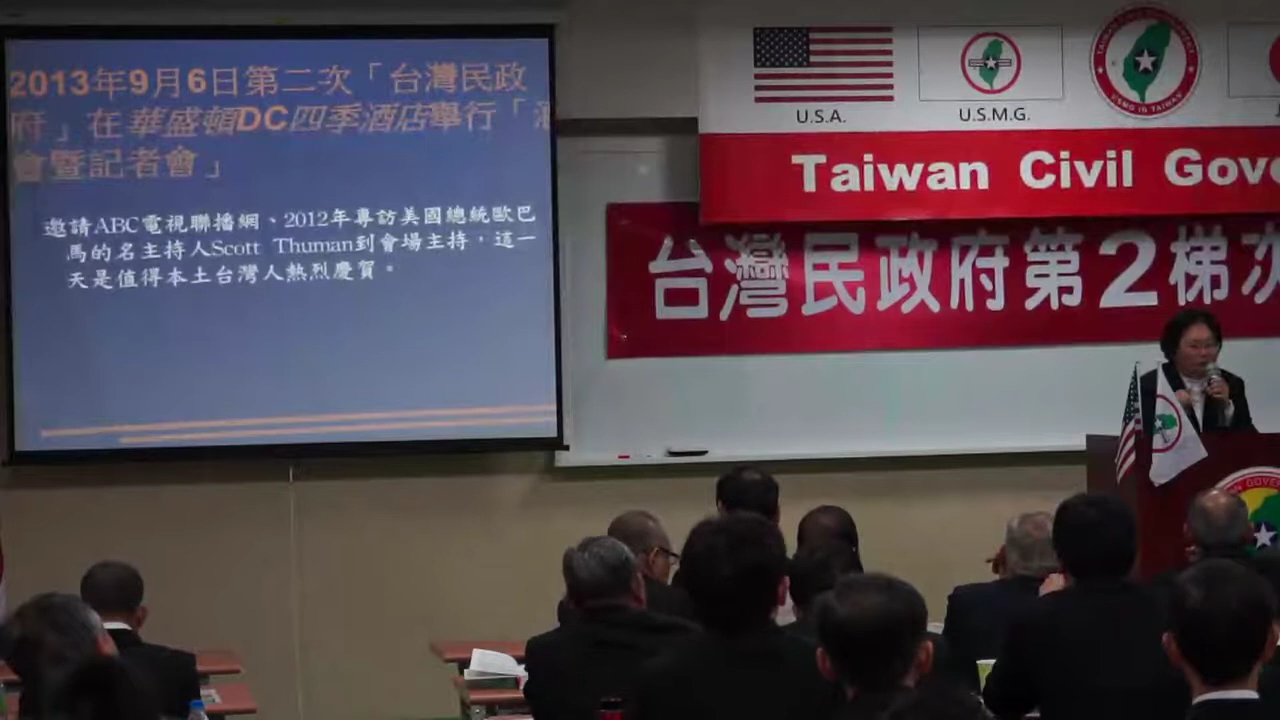 2013年9月6日第二次「台灣民政
府」在華盛頓DC四季酒店舉行「酒
會暨記者會」
邀請ABC電視聯播網、2012年專訪美國總統歐巴
馬的名主持人Scott Thuman到會場主持，這一
天是值得本土台灣人熱烈慶賀。
U.S.A.
U.S.M.G.
USMG IN TAIWAN
Taiwan Civil Gove
台灣民政府第2梯次